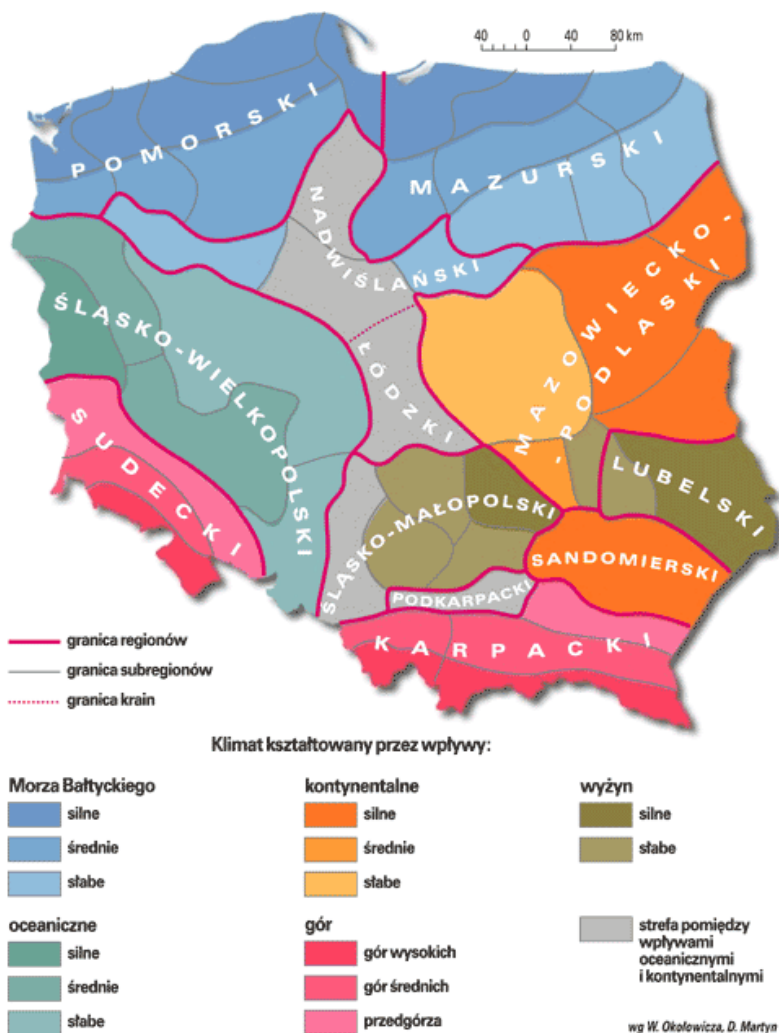 40 0 40 80 km
POMORSKI
MAZURSKI
NADWIŚLAŃSKI
MAZOWIECKO-
-PODLASKI
ŚLĄSKO-WIELKOPOLSKI
ŁÓDZKI
SUDECKI
LUBELSKI
ŚLĄSKO-MAŁOPOLSKI
SANDOMIERSKI
PODKARPACKI
KARPACKI
granica regionów
granica subregionów
granica krain
Klimat kształtowany przez wpływy:
Morza Bałtyckiego
silne
średnie
słabe
kontynentalne
silne
średnie
słabe
wyżyn
silne
słabe
oceaniczne
silne
średnie
słabe
gór
gór wysokich
gór średnich
przedgórza
strefa pomiędzy
wpływami
oceanicznymi
i kontynentalnymi
wg W. Okołowicza, D. Martyn